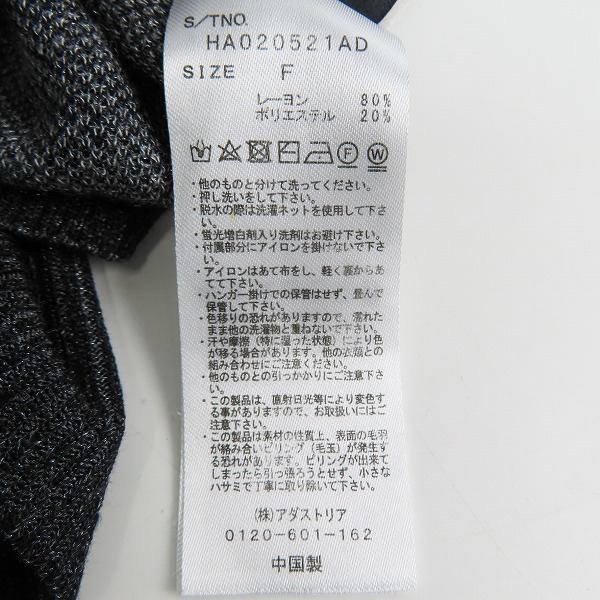 S/TNO.
HA020521AD
SIZE F
レーヨン 80%
ポリエステル 20%
F W
・他のものと分けて洗ってください。
・押し洗いをして下さい。
・脱水の際は洗濯ネットを使用して下さ
い。
・蛍光増白剤入り洗剤はお避け下さい。
・付属部分にアイロンを掛けないで下さ
い。
・アイロンはあて布をし、軽く裏からあ
てて下さい。
・ハンガー掛けでの保管はせず、畳んで
保管して下さい。
・色移りの恐れがありますので、濡れた
まま他の洗濯物と重ねないで下さい。
・汗や摩擦(特に湿った状態)により色
が移る場合があります。他の衣類との
組み合わせにご注意下さい。
・他のものとの引っかかりにご注意下さ
い。
・この製品は、直射日光等により変色す
る事がありますので、お取扱いにはご
注意下さい。
・この製品は素材の性質上、表面の毛羽
が絡み合いピリング(毛玉)が発生す
る恐れがあります。ピリングが出来て
しまったら引っ張ろうとせず、小さな
ハサミで丁寧に取り除いて下さい。
(株)アダストリア
0120-601-162
中国製